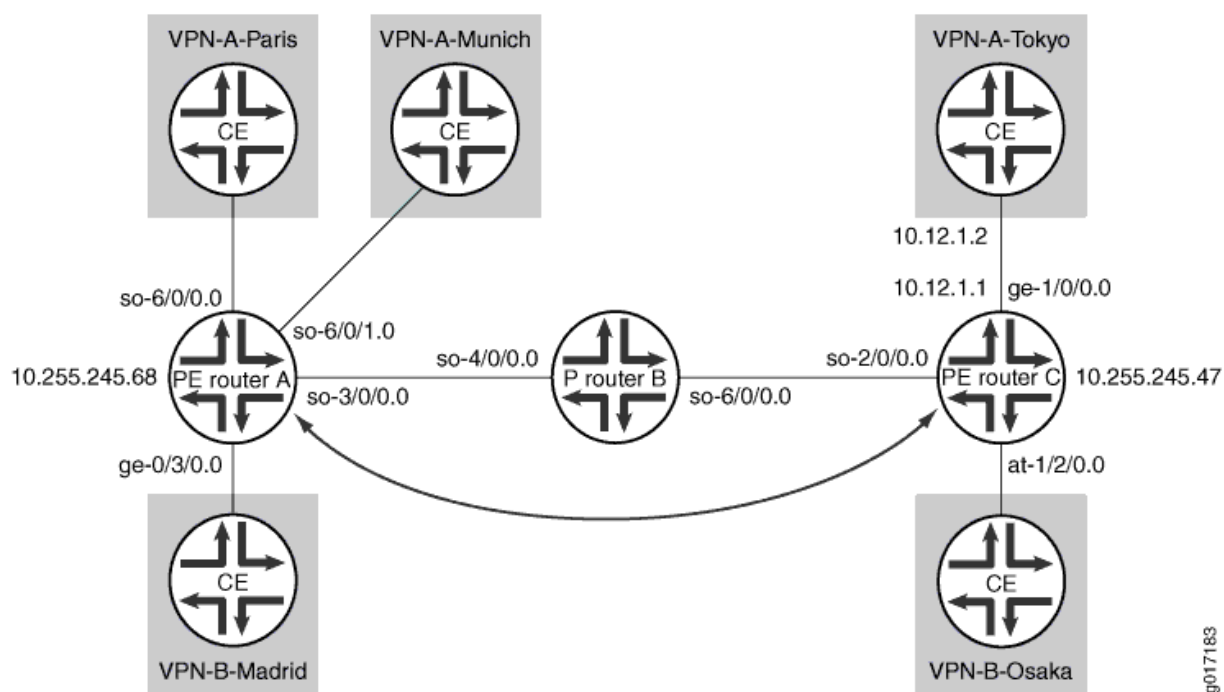 VPN-A-Paris
VPN-A-Munich
VPN-A-Tokyo
CE
CE
CE
10.12.1.2
so-6/0/0.0
10.12.1.1
ge-1/0/0.0
so-6/0/1.0
so-4/0/0.0
so-2/0/0.0
10.255.245.68
PE router A
P router B
PE router C
10.255.245.47
so-3/0/0.0
so-6/0/0.0
ge-0/3/0.0
at-1/2/0.0
CE
CE
VPN-B-Madrid
VPN-B-Osaka
g017183